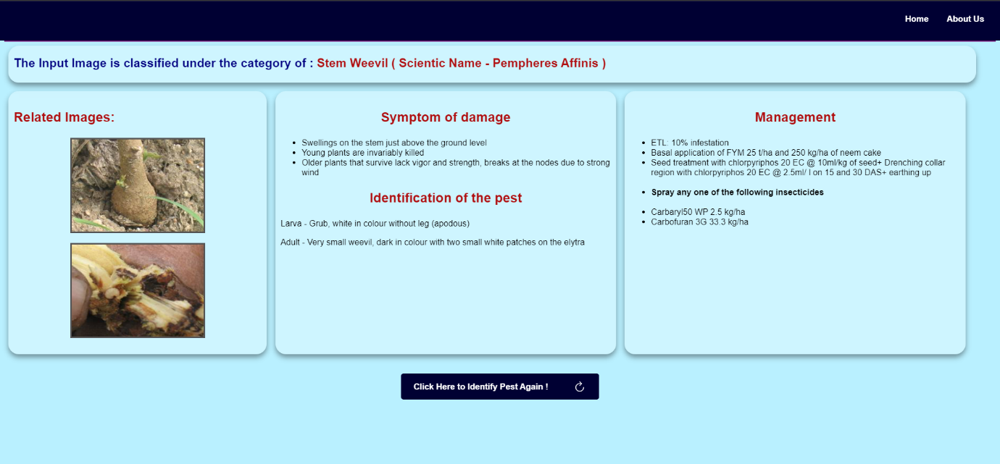 Home About Us
The Input Image is classified under the category of : Stem Weevil ( Scientic Name - Pempheres Affinis )
Related Images:
Symptom of damage
Swellings on the stem just above the ground level
Young plants are invariably killed
Older plants that survive lack vigor and strength, breaks at the nodes due to strong
wind
Identification of the pest
Larva - Grub, white in colour without leg (apodous)
Adult - Very small weevil, dark in colour with two small white patches on the elytra
Management
ETL: 10% infestation
Basal application of FYM 25 t/ha and 250 kg/ha of neem cake
Seed treatment with chlorpyriphos 20 EC @ 10ml/kg of seed+ Drenching collar
region with chlorpyriphos 20 EC @ 2.5ml/ l on 15 and 30 DAS+ earthing up
Spray any one of the following insecticides
Carbaryl50 WP 2.5 kg/ha
Carbofuran 3G 33.3 kg/ha
Click Here to Identify Pest Again !